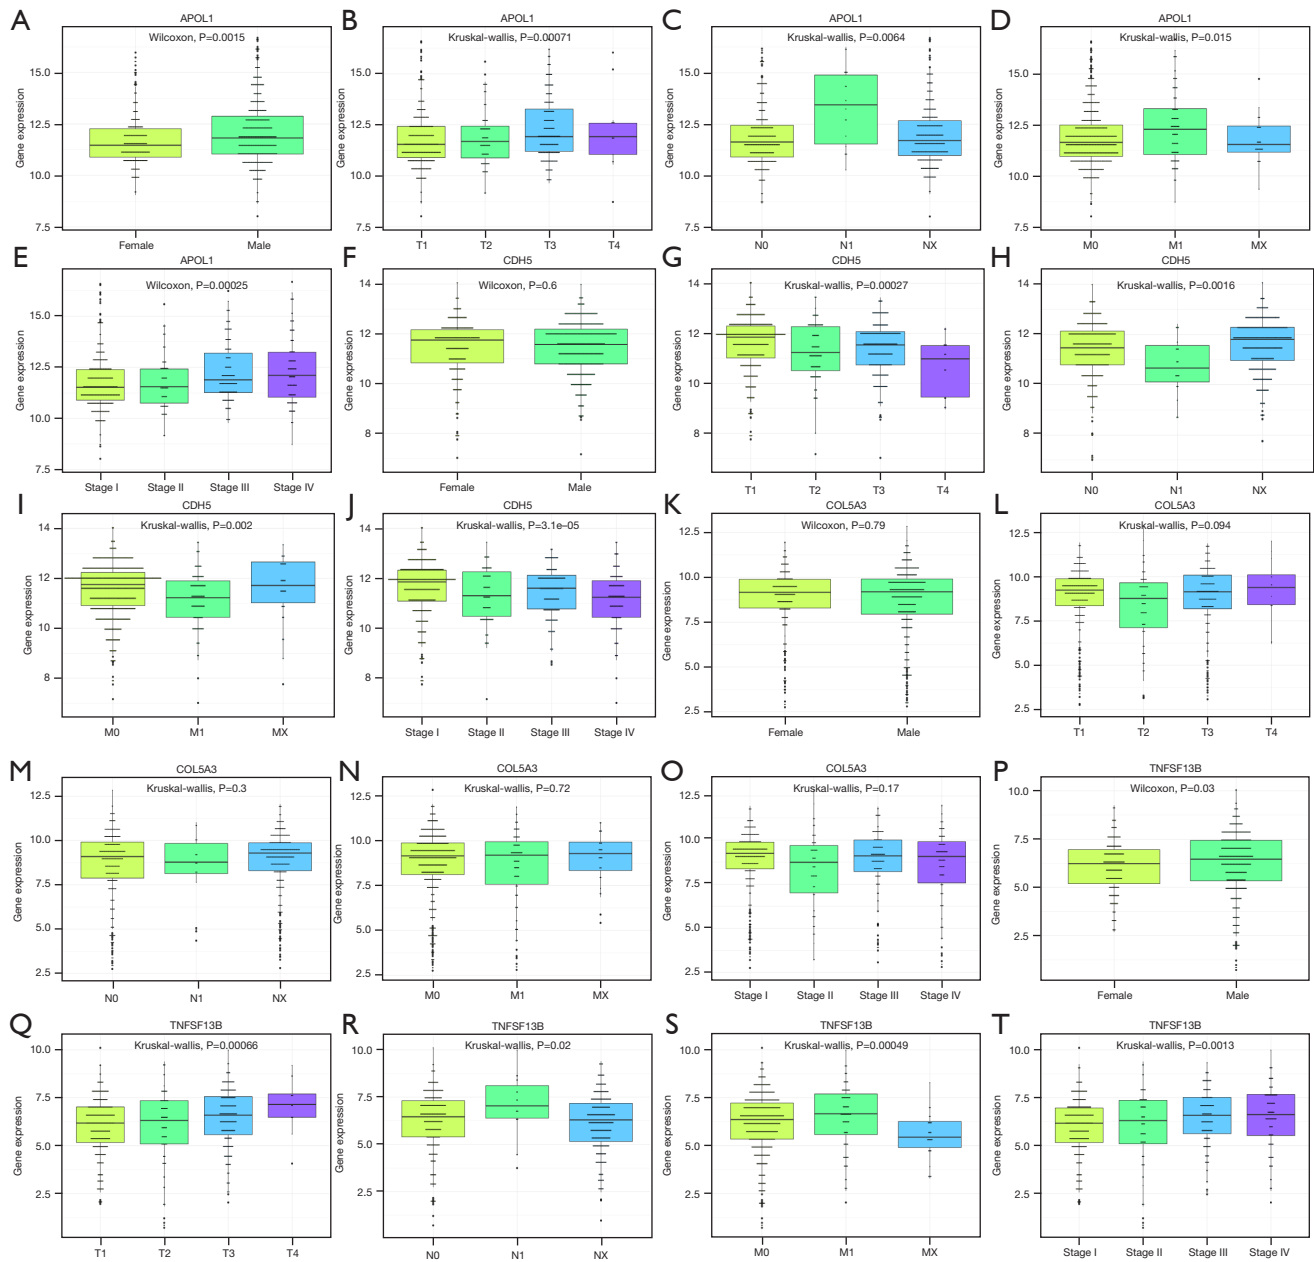 A
APOL1
Wilcoxon, P=0.0015
Gene expression
15.0
12.5
10.0
7.5
Female Male
B
APOL1
Kruskal-wallis, P=0.00071
Gene expression
15.0
12.5
10.0
7.5
T1 T2 T3 T4
C
APOL1
Kruskal-wallis, P=0.0064
Gene expression
15.0
12.5
10.0
7.5
N0 N1 NX
D
APOL1
Kruskal-wallis, P=0.015
Gene expression
15.0
12.5
10.0
7.5
M0 M1 MX
E
APOL1
Wilcoxon, P=0.00025
Gene expression
15.0
12.5
10.0
7.5
Stage I Stage II Stage III Stage IV
F
CDH5
Wilcoxon, P=0.6
Gene expression
14
12
10
8
Female Male
G
CDH5
Kruskal-wallis, P=0.00027
Gene expression
14
12
10
8
T1 T2 T3 T4
H
CDH5
Kruskal-wallis, P=0.0016
Gene expression
14
12
10
8
N0 N1 NX
I
CDH5
Kruskal-wallis, P=0.002
Gene expression
14
12
10
8
M0 M1 MX
J
CDH5
Kruskal-wallis, P=3.1e-05
Gene expression
14
12
10
8
Stage I Stage II Stage III Stage IV
K
COL5A3
Wilcoxon, P=0.79
Gene expression
12.5
10.0
7.5
5.0
2.5
Female Male
L
COL5A3
Kruskal-wallis, P=0.094
Gene expression
12.5
10.0
7.5
5.0
2.5
T1 T2 T3 T4
M
COL5A3
Kruskal-wallis, P=0.3
Gene expression
12.5
10.0
7.5
5.0
2.5
N0 N1 NX
N
COL5A3
Kruskal-wallis, P=0.72
Gene expression
12.5
10.0
7.5
5.0
2.5
M0 M1 MX
O
COL5A3
Kruskal-wallis, P=0.17
Gene expression
12.5
10.0
7.5
5.0
2.5
Stage I Stage II Stage III Stage IV
P
TNFSF13B
Wilcoxon, P=0.03
Gene expression
10.0
7.5
5.0
2.5
Female Male
Q
TNFSF13B
Kruskal-wallis, P=0.00066
Gene expression
10.0
7.5
5.0
2.5
T1 T2 T3 T4
R
TNFSF13B
Kruskal-wallis, P=0.02
Gene expression
10.0
7.5
5.0
2.5
N0 N1 NX
S
TNFSF13B
Kruskal-wallis, P=0.00049
Gene expression
10.0
7.5
5.0
2.5
M0 M1 MX
T
TNFSF13B
Kruskal-wallis, P=0.0013
Gene expression
10.0
7.5
5.0
2.5
Stage I Stage II Stage III Stage IV